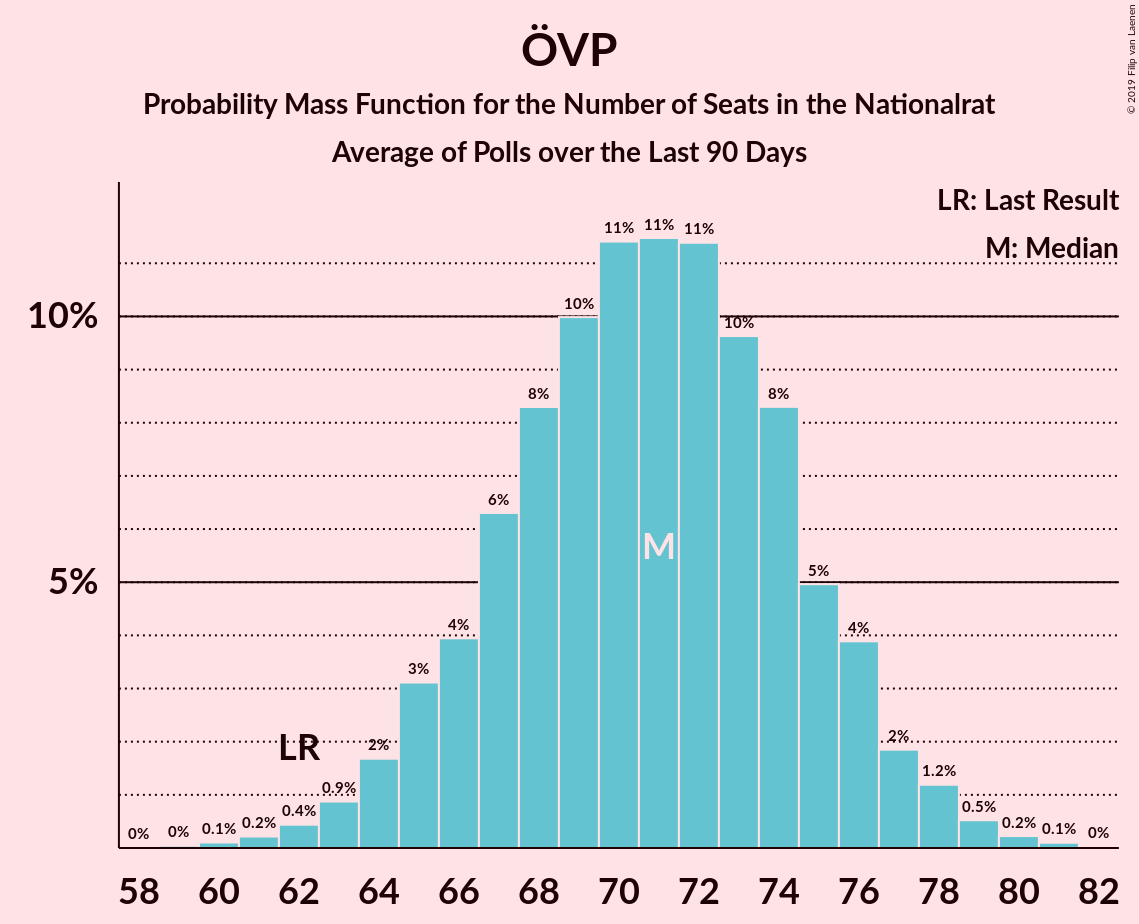 ÖVP
Probability Mass Function for the Number of Seats in the Nationalrat
Average of Polls over the Last 90 Days
© 2019 Filip van Laenen
LR: Last Result
M: Median
10%
5%
0% 0% 0.1% 0.2% 0.4% 0.9% 2% 3% 4% 6% 8% 10% 11% 11% 11% 10% 8% 5% 4% 2% 1.2% 0.5% 0.2% 0.1% 0%
LR
M
58 60 62 64 66 68 70 72 74 76 78 80 82